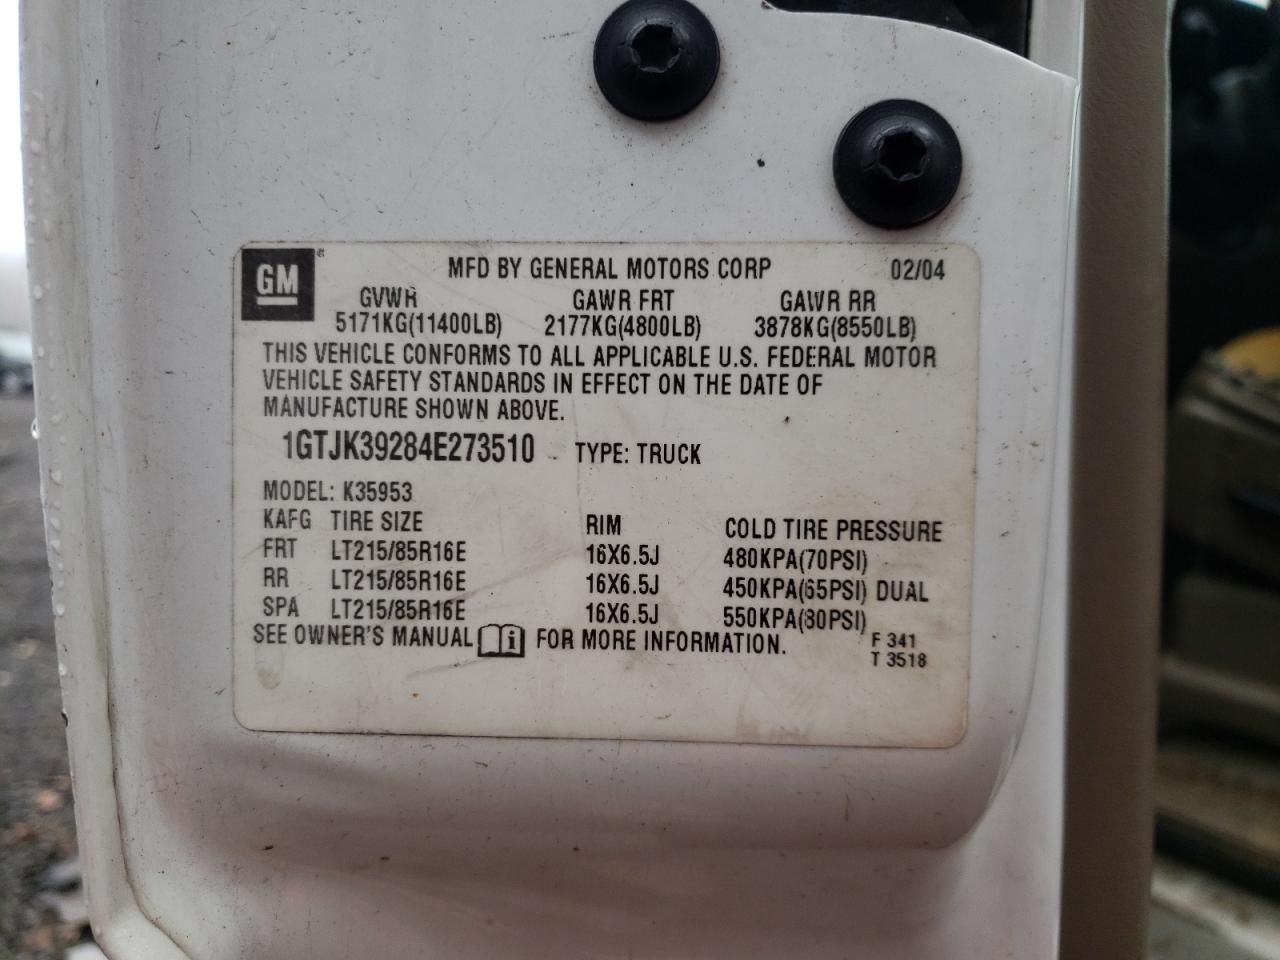 GM®
MFD BY GENERAL MOTORS CORP 02/04
GVWR GAWR FRT GAWR RR
5171KG(11400LB) 2177KG(4800LB) 3878KG(8550LB)
THIS VEHICLE CONFORMS TO ALL APPLICABLE U.S. FEDERAL MOTOR
VEHICLE SAFETY STANDARDS IN EFFECT ON THE DATE OF
MANUFACTURE SHOWN ABOVE.
1GTJK39284E273510 TYPE: TRUCK
MODEL: K35953
KAFG TIRE SIZE RIM COLD TIRE PRESSURE
FRT LT215/85R16E 16X6.5J 480KPA(70PSI)
RR LT215/85R16E 16X6.5J 450KPA(65PSI) DUAL
SPA LT215/85R16E 16X6.5J 550KPA(80PSI)
SEE OWNER'S MANUAL i FOR MORE INFORMATION. F 341
T 3518